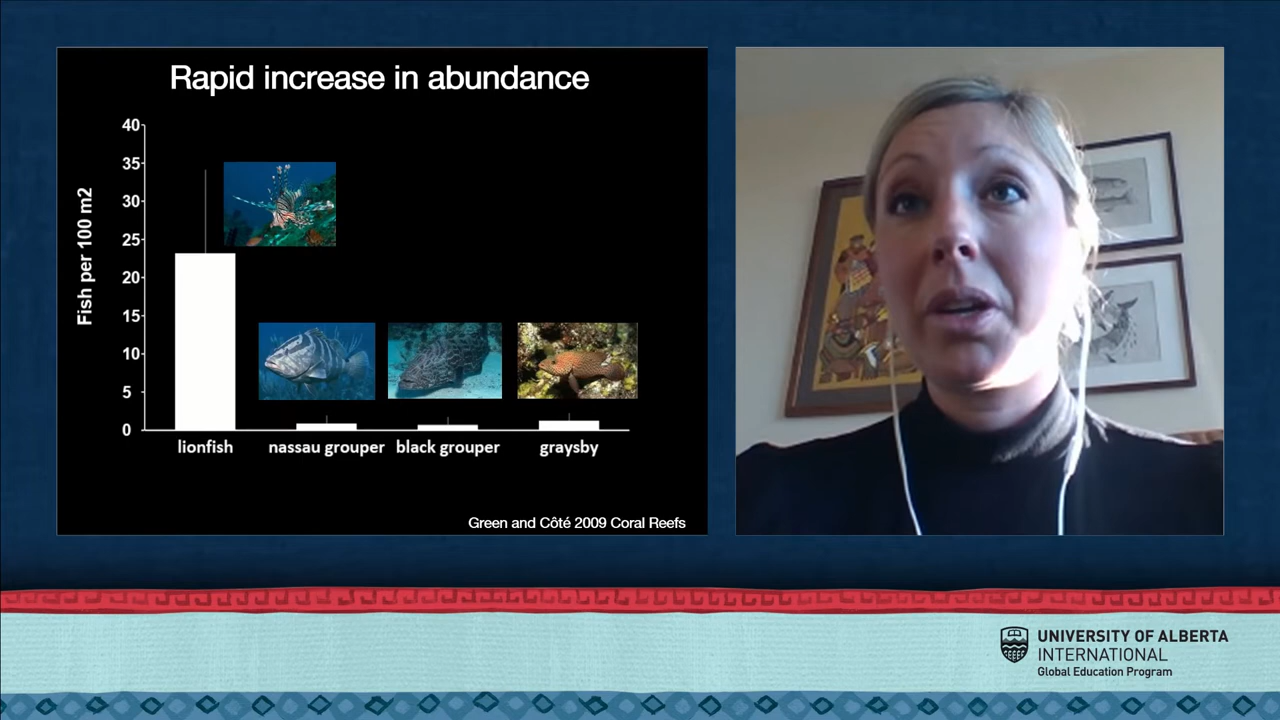 Rapid increase in abundance
40
35
30
25
20
15
10
5
0
Fish per 100 m2
lionfish
nassau grouper
black grouper
graysby
Green and Côté 2009 Coral Reefs
UNIVERSITY OF ALBERTA
INTERNATIONAL
Global Education Program